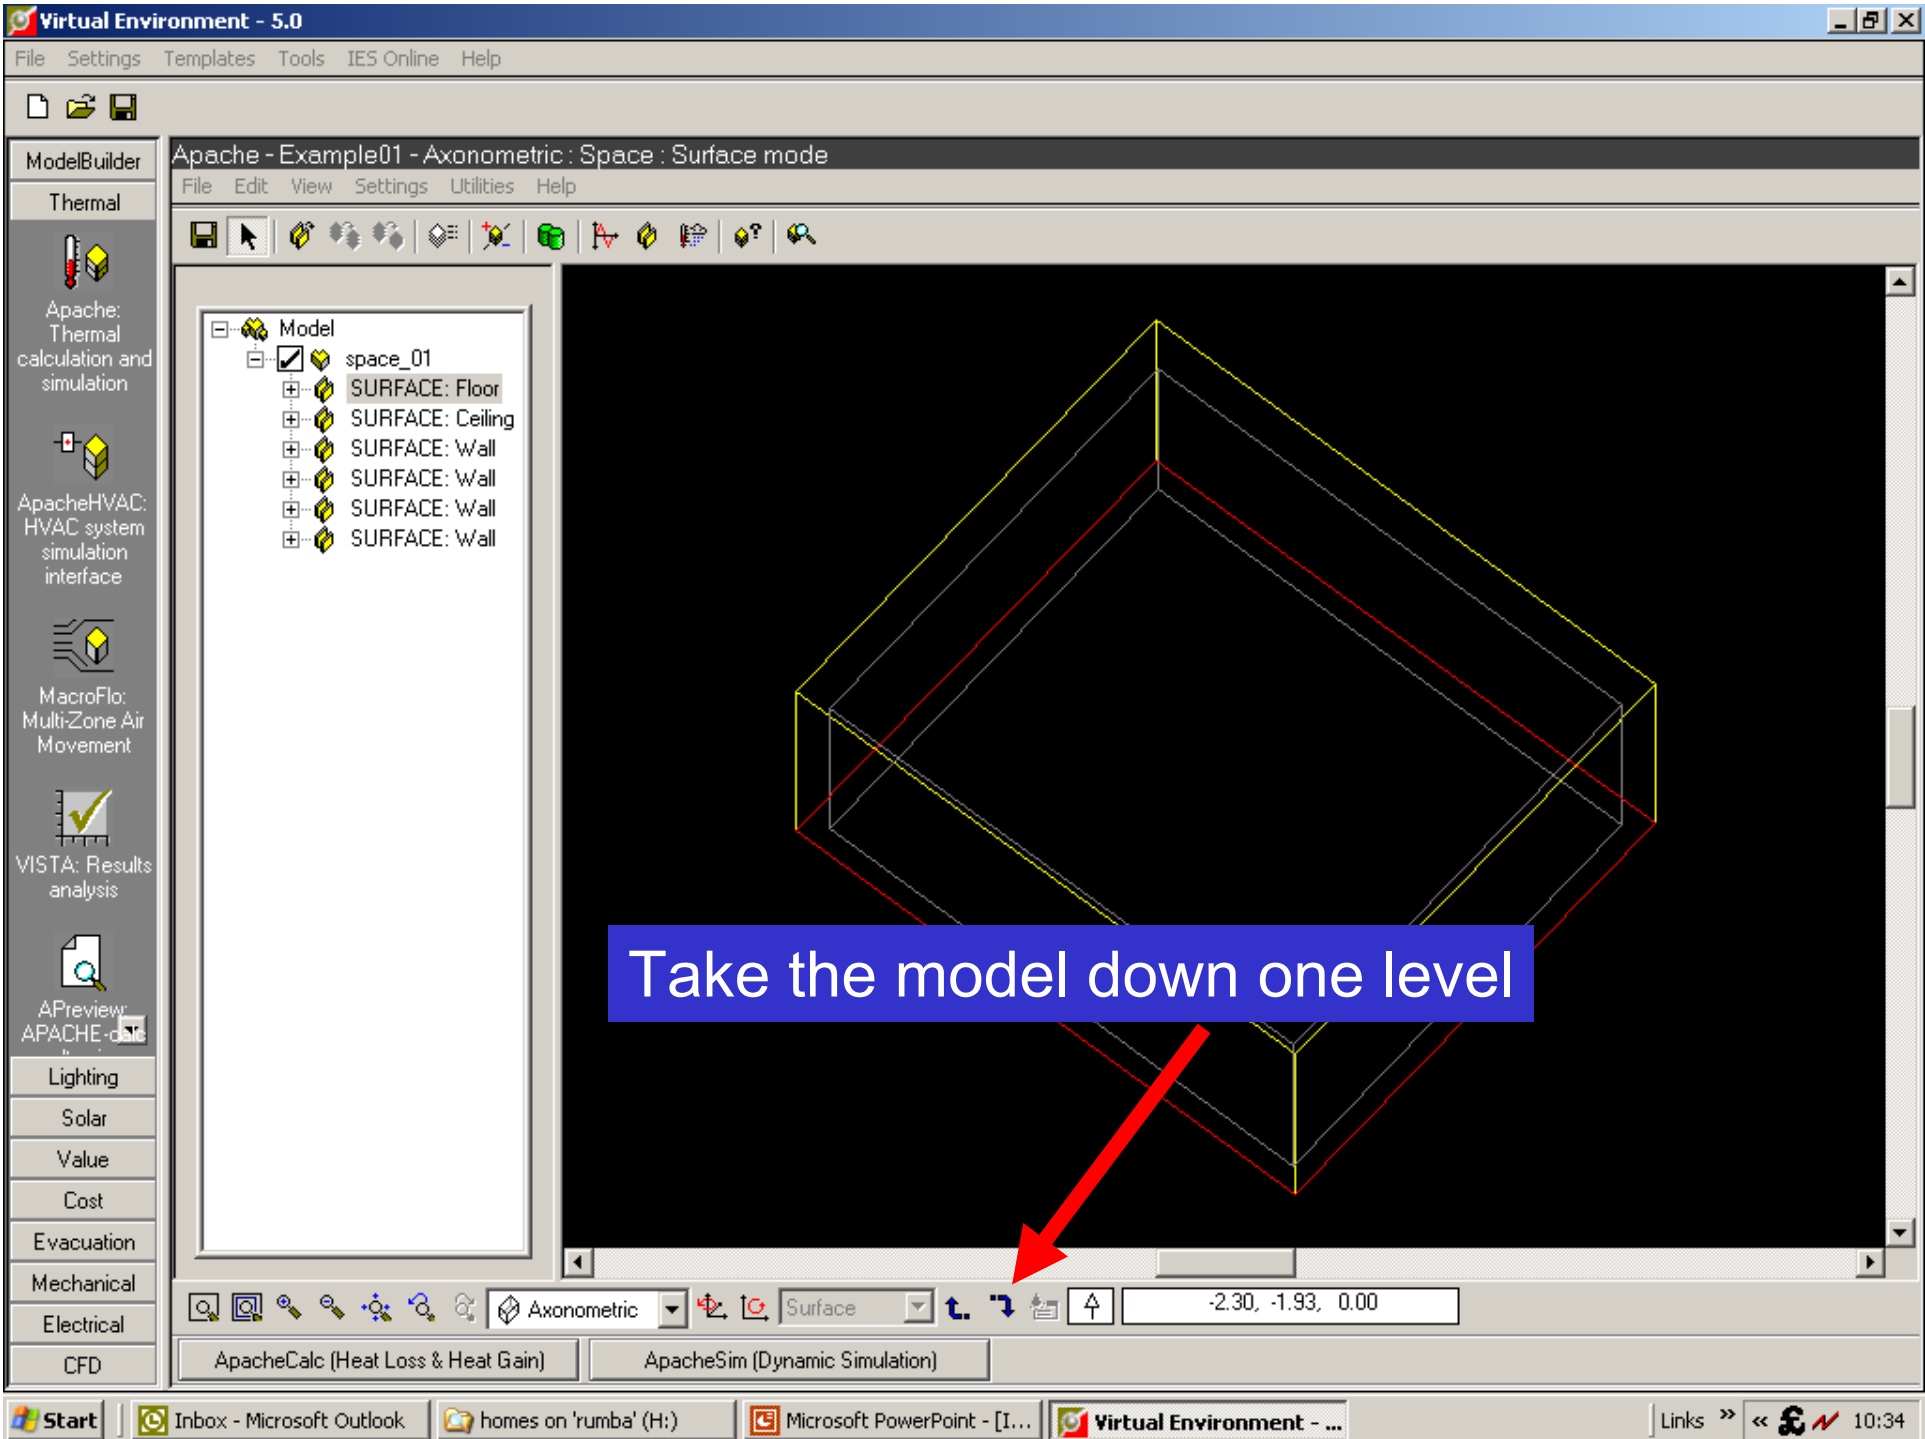 Virtual Environment - 5.0
File Settings Templates Tools IES Online Help
ModelBuilder
Thermal
Apache:
Thermal
calculation and
simulation
ApacheHVAC:
HVAC system
simulation
interface
MacroFlo:
Multi-Zone Air
Movement
VISTA: Results
analysis
APreview:
APACHE-calc
Lighting
Solar
Value
Cost
Evacuation
Mechanical
Electrical
CFD
Apache - Example01 - Axonometric : Space : Surface mode
File Edit View Settings Utilities Help
Model
space_01
SURFACE: Floor
SURFACE: Ceiling
SURFACE: Wall
SURFACE: Wall
SURFACE: Wall
SURFACE: Wall
Take the model down one level
Axonometric Surface -2.30, -1.93, 0.00
ApacheCalc (Heat Loss & Heat Gain) ApacheSim (Dynamic Simulation)
Start Inbox - Microsoft Outlook homes on 'rumba' (H:) Microsoft PowerPoint - [I... Virtual Environment - ... Links » « 10:34